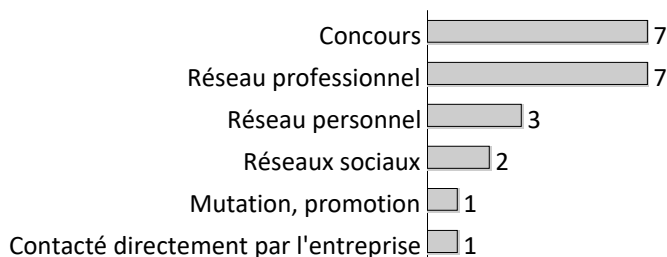 Concours 7
Réseau professionnel 7
Réseau personnel 3
Réseaux sociaux 2
Mutation, promotion 1
Contacté directement par l'entreprise 1